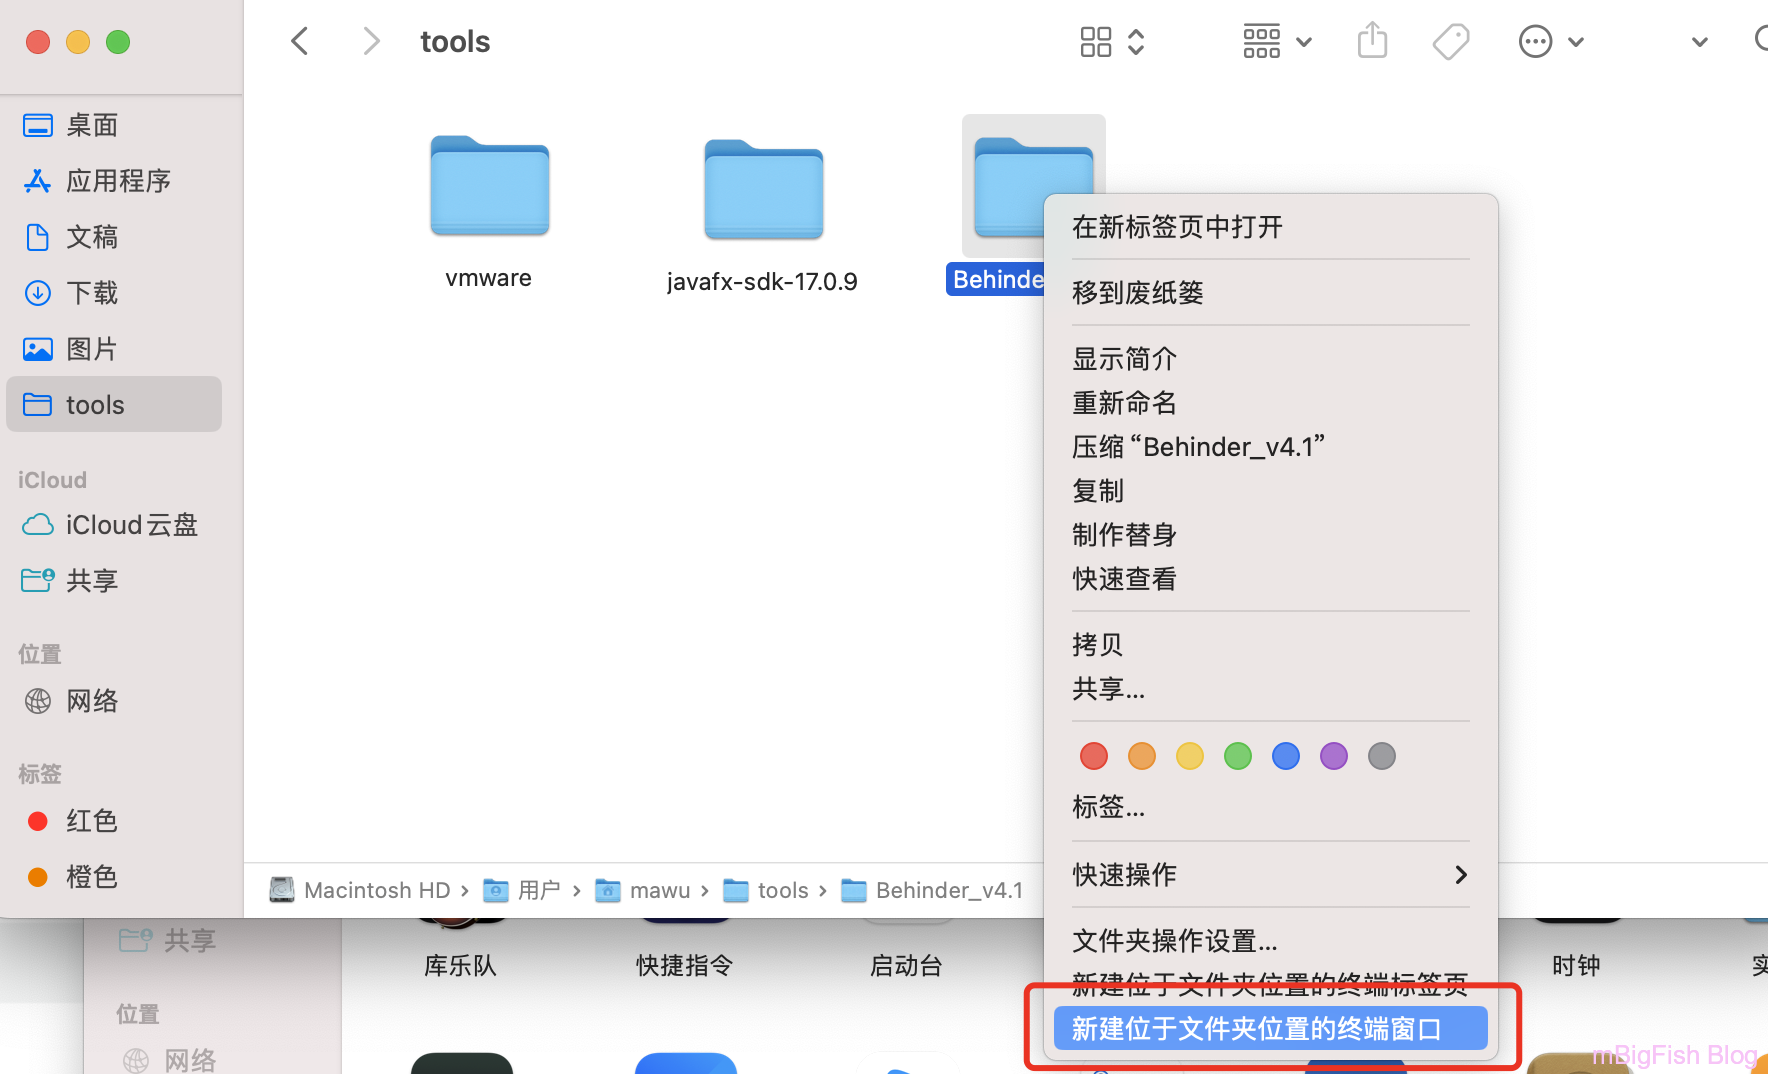 tools
桌面
应用程序
文稿
下载
图片
tools
iCloud
iCloud云盘
共享
位置
网络
标签
红色
橙色
vmware
javafx-sdk-17.0.9
Behinde
在新标签页中打开
移到废纸篓
显示简介
重新命名
压缩 “Behinder_v4.1”
复制
制作替身
快速查看
拷贝
共享...
标签...
快速操作
文件夹操作设置...
新建位于文件夹位置的终端标签页
新建位于文件夹位置的终端窗口
Macintosh HD › 用户 › mawu › tools › Behinder_v4.1
共享
位置
网络
库乐队
快捷指令
启动台
时钟
mBigFish Blog